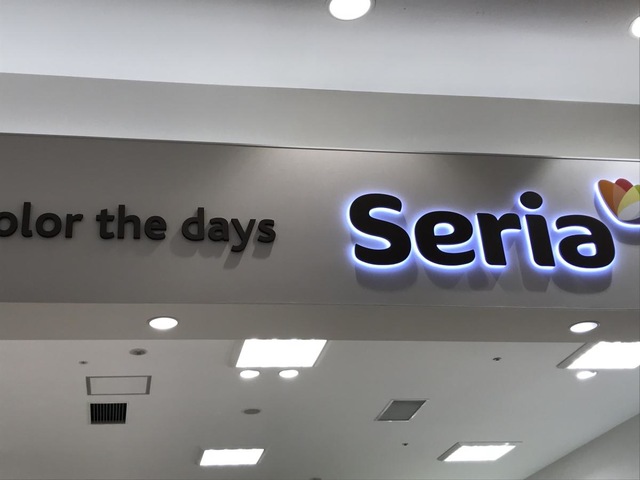 olor the days
Seria